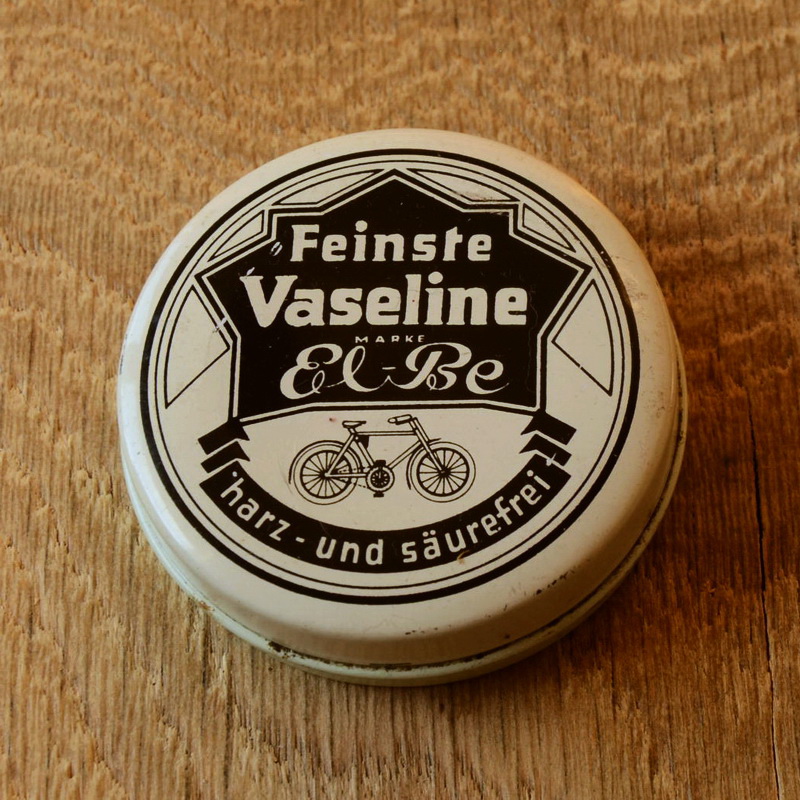 Feinste
Vaseline
MARKE
El-Be
harz- und säurefrei